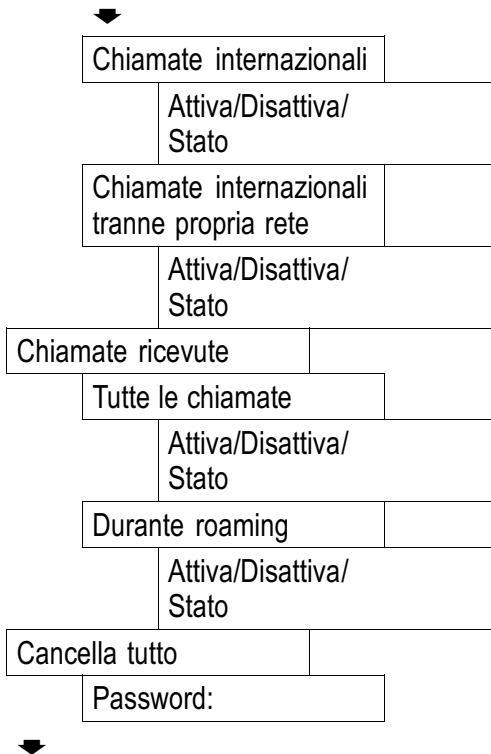 Chiamate internazionali
Attiva/Disattiva/
Stato
Chiamate internazionali
tranne propria rete
Attiva/Disattiva/
Stato
Chiamate ricevute
Tutte le chiamate
Attiva/Disattiva/
Stato
Durante roaming
Attiva/Disattiva/
Stato
Cancella tutto
Password: